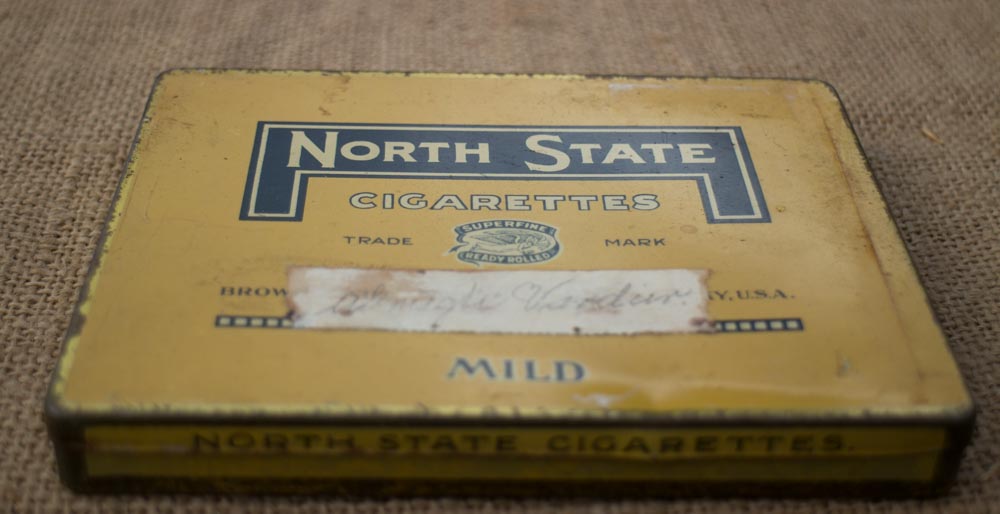 NORTH STATE
CIGARETTES
SUPERFINE
TRADE MARK
READY ROLLED
Y, U.S.A.
MILD
NORTH STATE CIGARETTES.